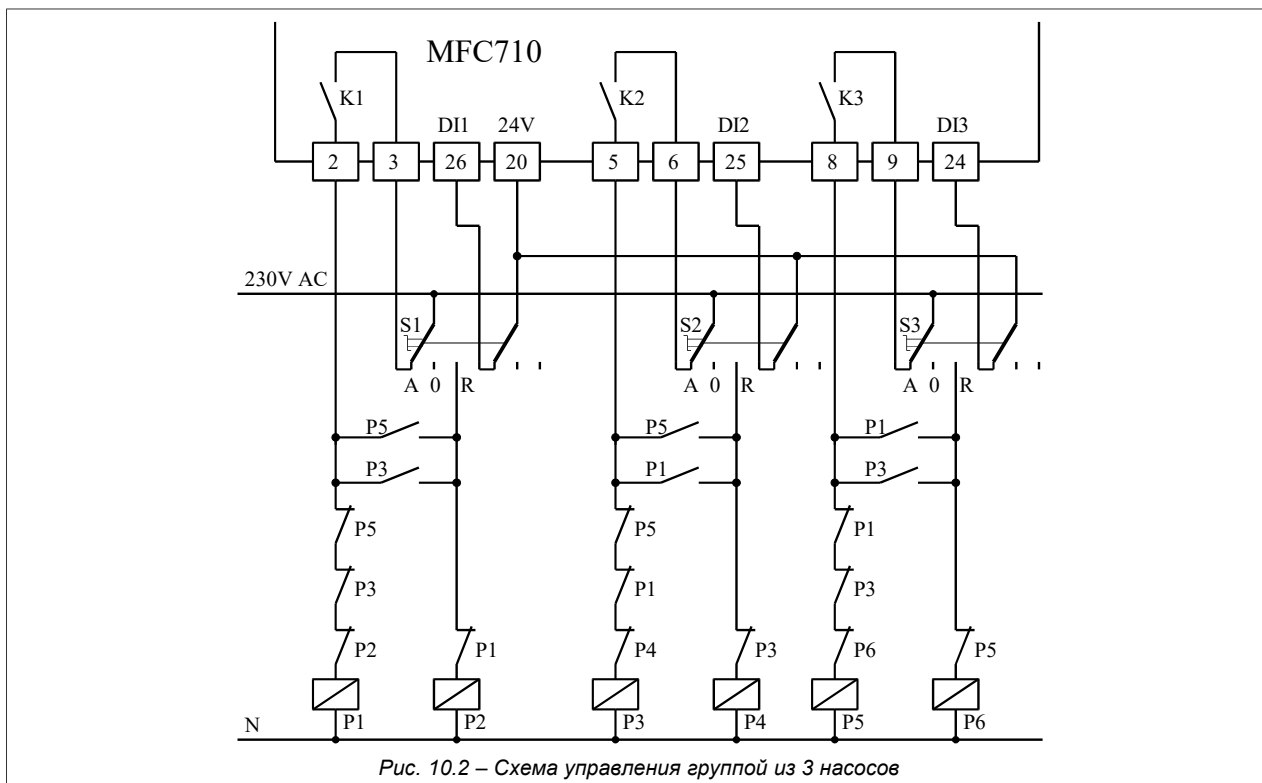 MFC710
K1 K2 K3
DI1 24V DI2 DI3
2 3 26 20 5 6 25 8 9 24
230V AC
S1 S2 S3
A 0 R A 0 R A 0 R
P5 P5 P1
P3 P1 P3
P5 P5 P1
P3 P1 P3
P2 P1 P4 P3 P6 P5
N P1 P2 P3 P4 P5 P6
Рис. 10.2 – Схема управления группой из 3 насосов